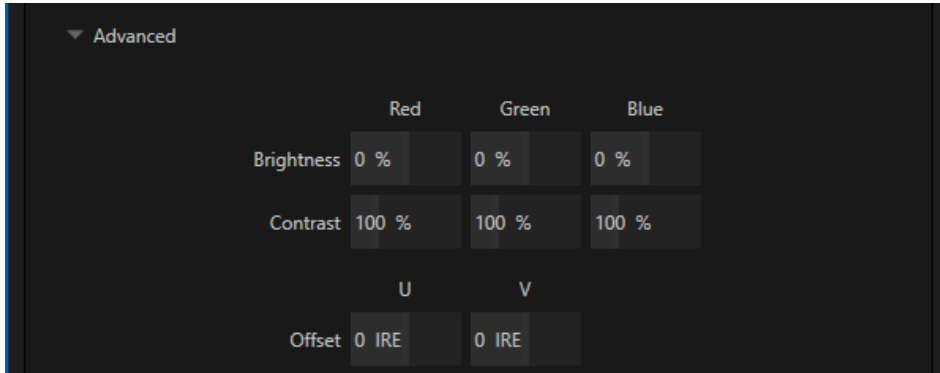 Advanced
Red Green Blue
Brightness 0 % 0 % 0 %
Contrast 100 % 100 % 100 %
U V
Offset 0 IRE 0 IRE